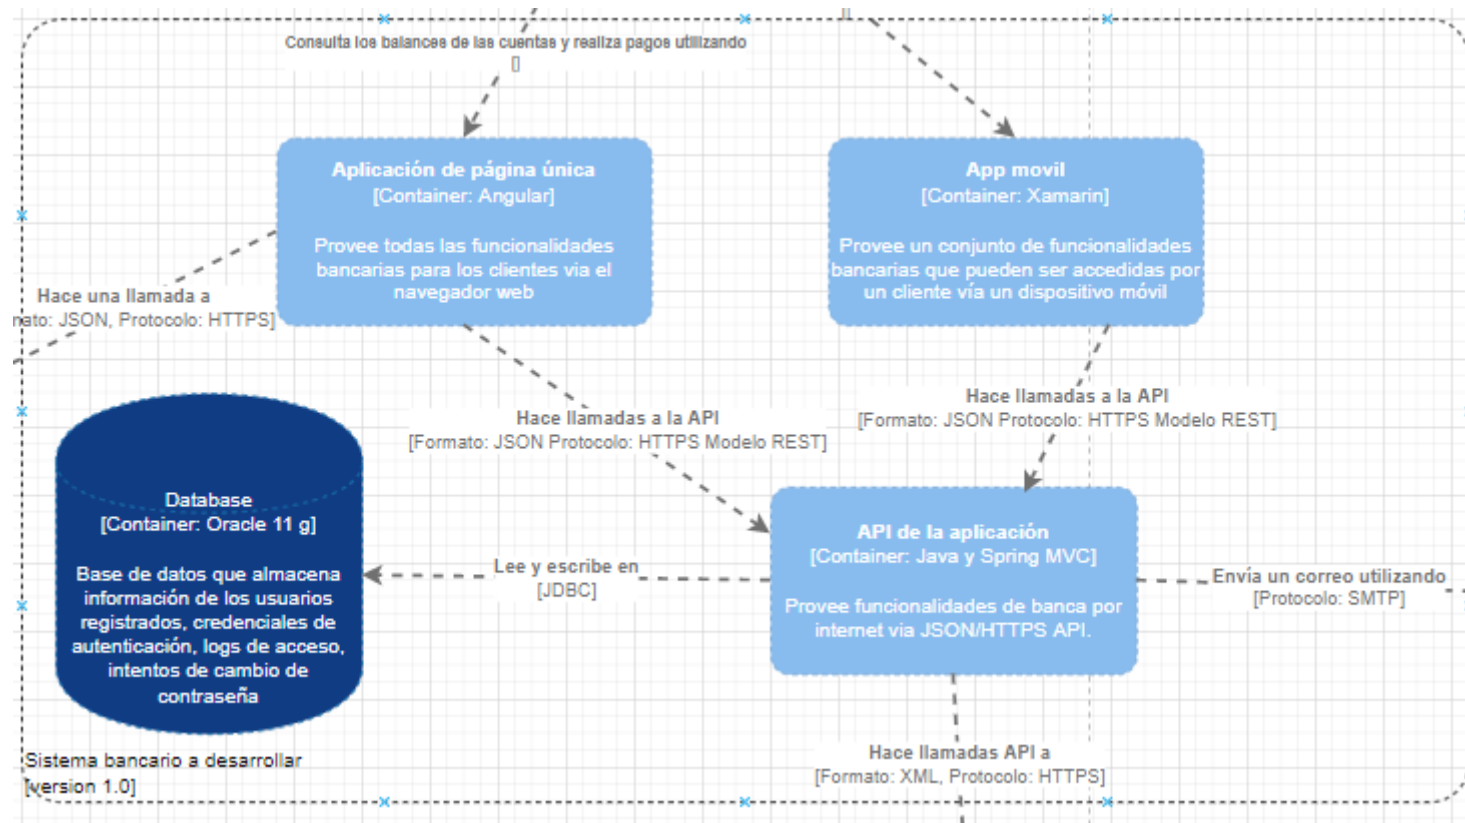 Consulta los balances de las cuentas y realiza pagos utilizando
[]
[]
Aplicación de página única
[Container: Angular]
Provee todas las funcionalidades
bancarias para los clientes via el
navegador web
App movil
[Container: Xamarin]
Provee un conjunto de funcionalidades
bancarias que pueden ser accedidas por
un cliente vía un dispositivo móvil
Hace una llamada a
mato: JSON, Protocolo: HTTPS]
Hace llamadas a la API
[Formato: JSON Protocolo: HTTPS Modelo REST]
Hace llamadas a la API
[Formato: JSON Protocolo: HTTPS Modelo REST]
Database
[Container: Oracle 11 g]
Base de datos que almacena
información de los usuarios
registrados, credenciales de
autenticación, logs de acceso,
intentos de cambio de
contraseña
Lee y escribe en
[JDBC]
API de la aplicación
[Container: Java y Spring MVC]
Provee funcionalidades de banca por
internet via JSON/HTTPS API.
Envía un correo utilizando
[Protocolo: SMTP]
Hace llamadas API a
[Formato: XML, Protocolo: HTTPS]
Sistema bancario a desarrollar
[version 1.0]